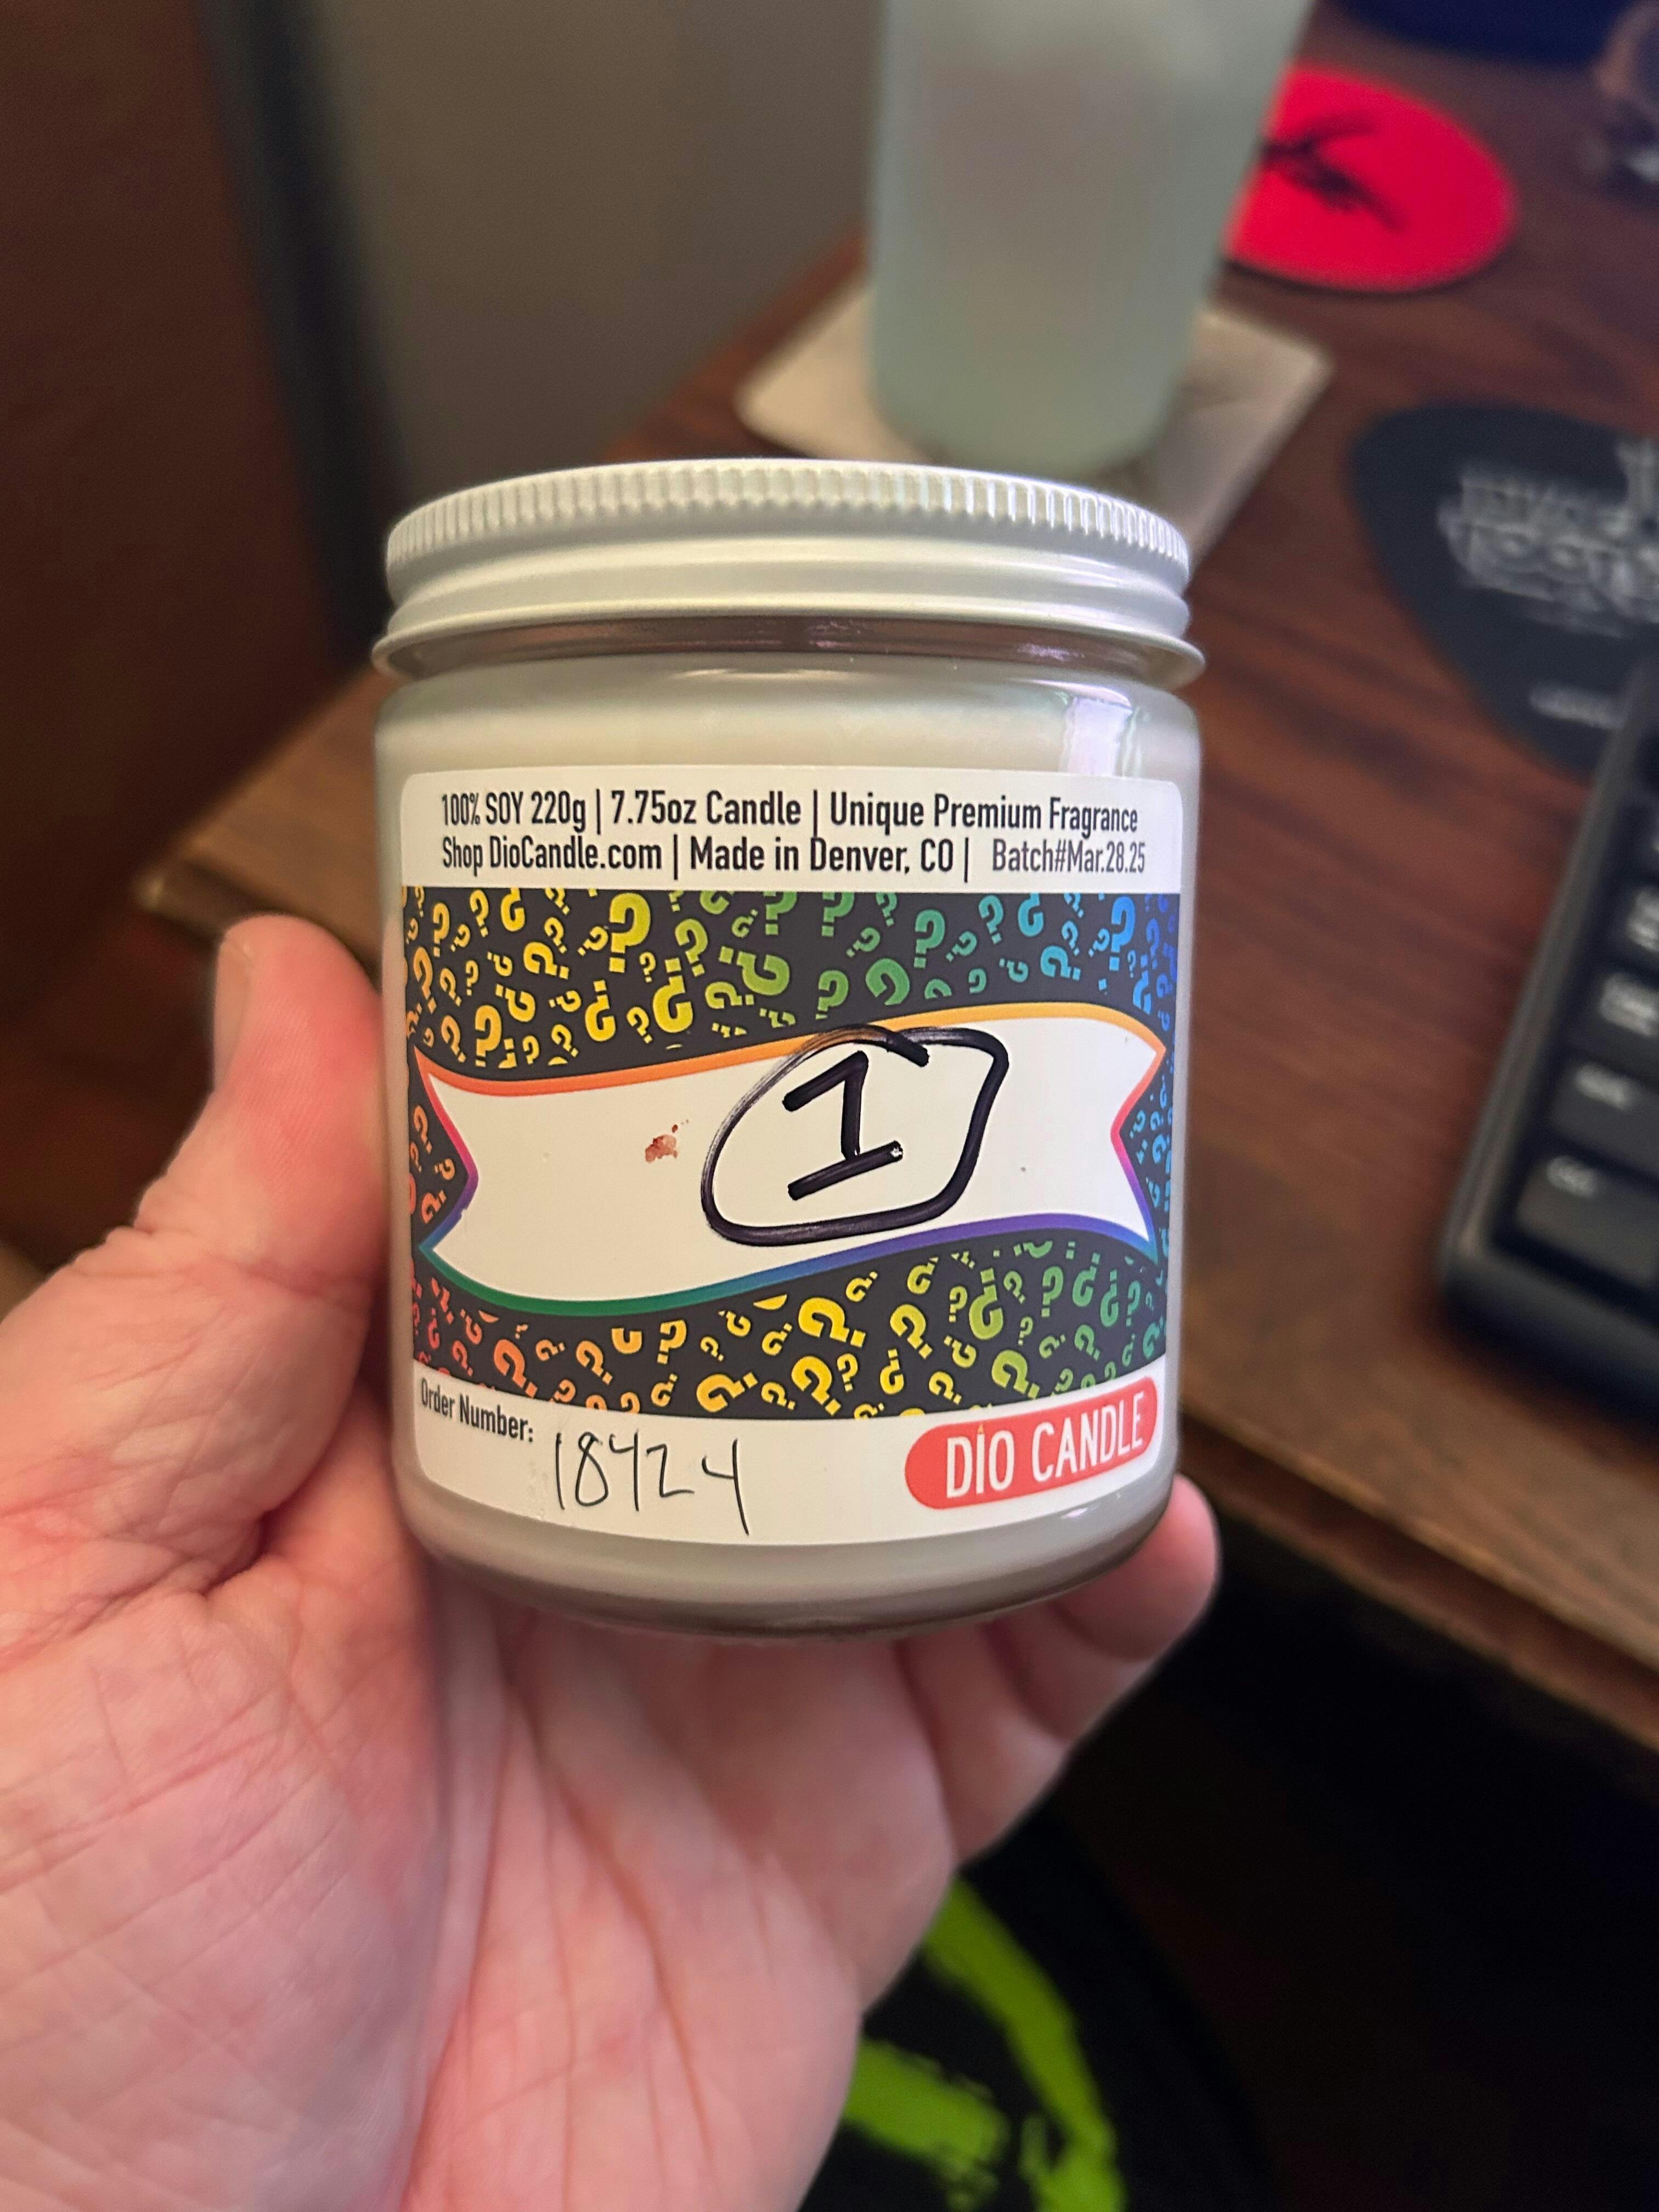 100% SOY 220g | 7.75oz Candle | Unique Premium Fragrance
Shop DioCandle.com | Made in Denver, CO | Batch#Mar.28.25
1
Order Number: 18424
DIO CANDLE